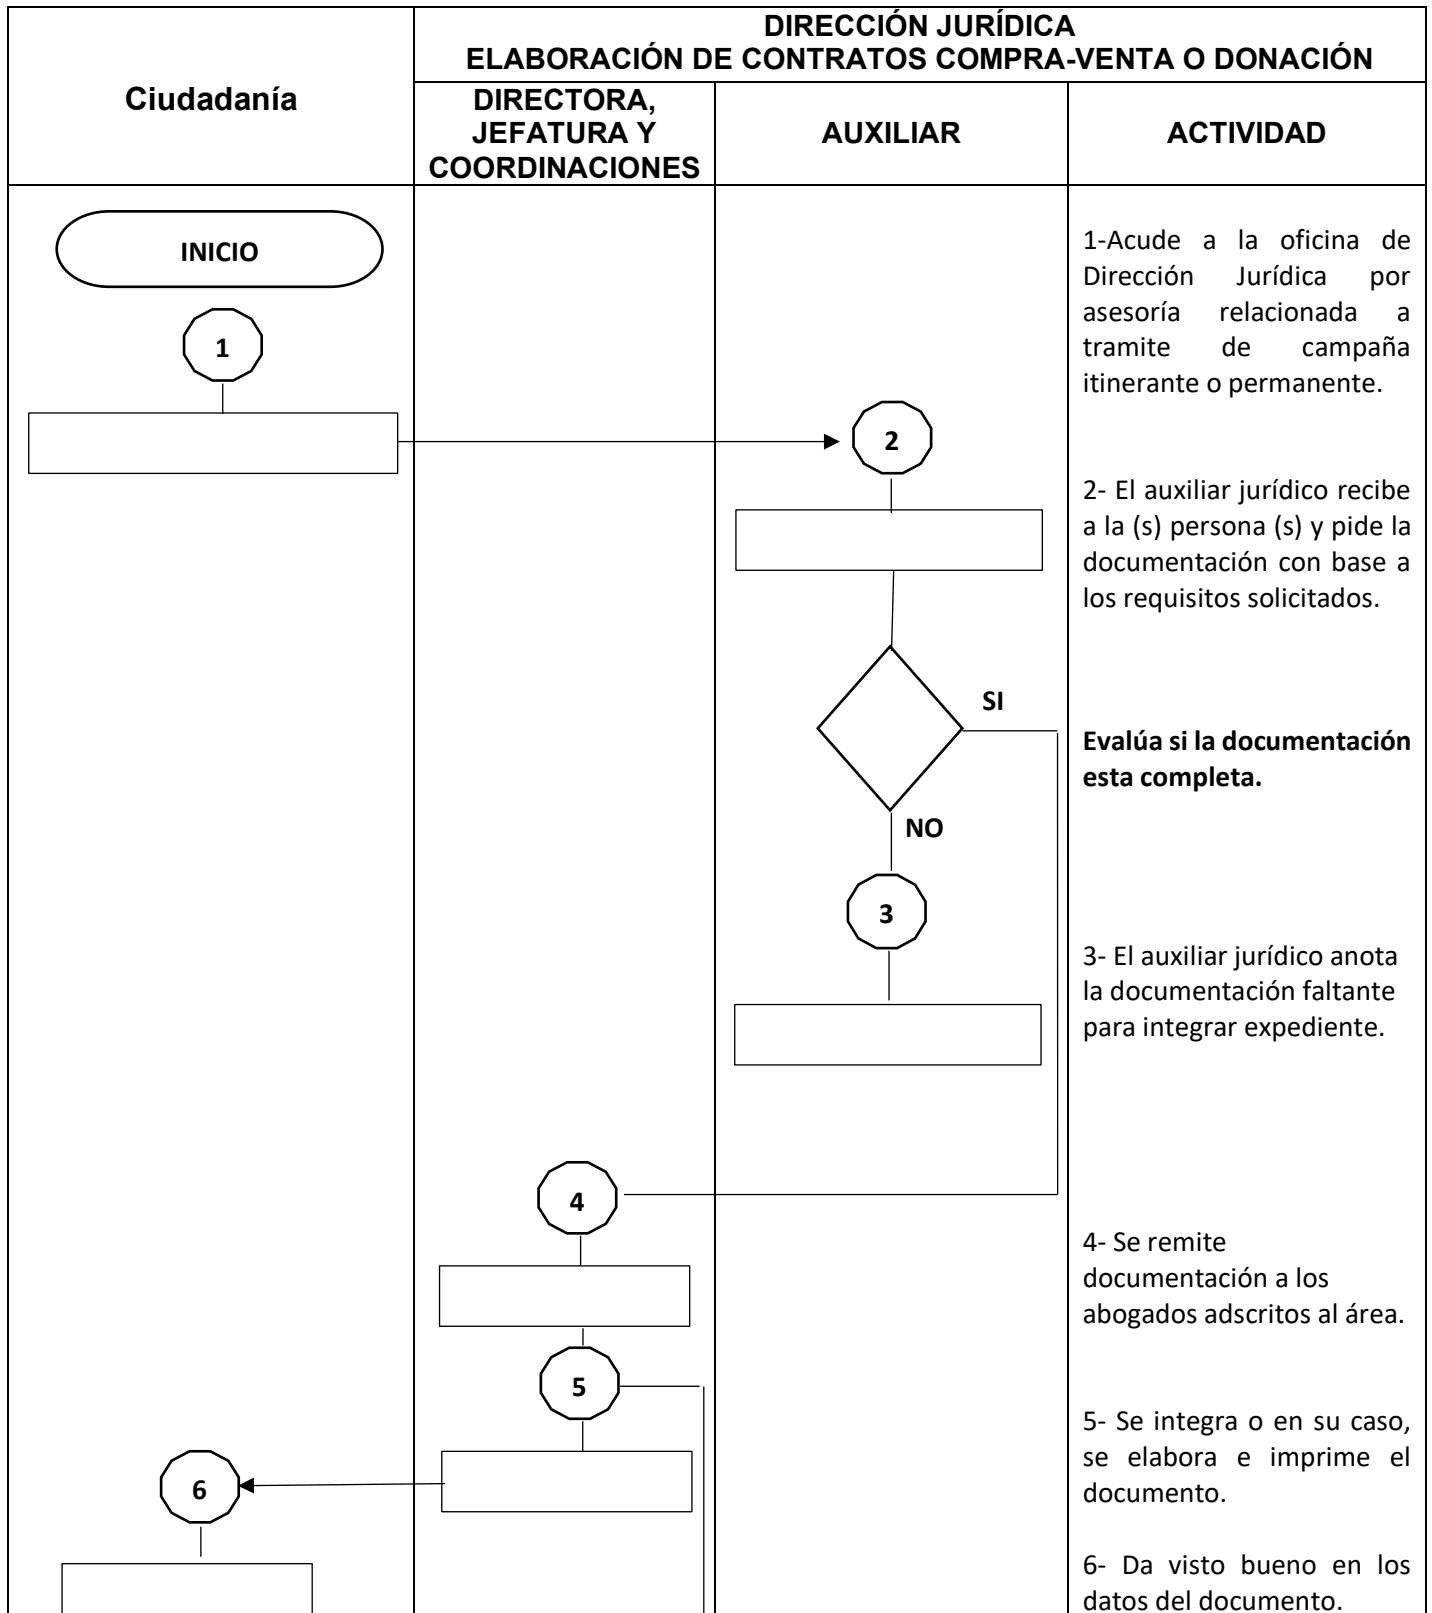 DIRECCIÓN JURÍDICA
ELABORACIÓN DE CONTRATOS COMPRA-VENTA O DONACIÓN
Ciudadanía
DIRECTORA,
JEFATURA Y
COORDINACIONES
AUXILIAR
ACTIVIDAD
INICIO
1
1-Acude a la oficina de
Dirección Jurídica por
asesoría relacionada a
tramite de campaña
itinerante o permanente.
2
2- El auxiliar jurídico recibe
a la (s) persona (s) y pide la
documentación con base a
los requisitos solicitados.
SI
Evalúa si la documentación
esta completa.
NO
3
3- El auxiliar jurídico anota
la documentación faltante
para integrar expediente.
4
4- Se remite
documentación a los
abogados adscritos al área.
5
5- Se integra o en su caso,
se elabora e imprime el
documento.
6
6- Da visto bueno en los
datos del documento.